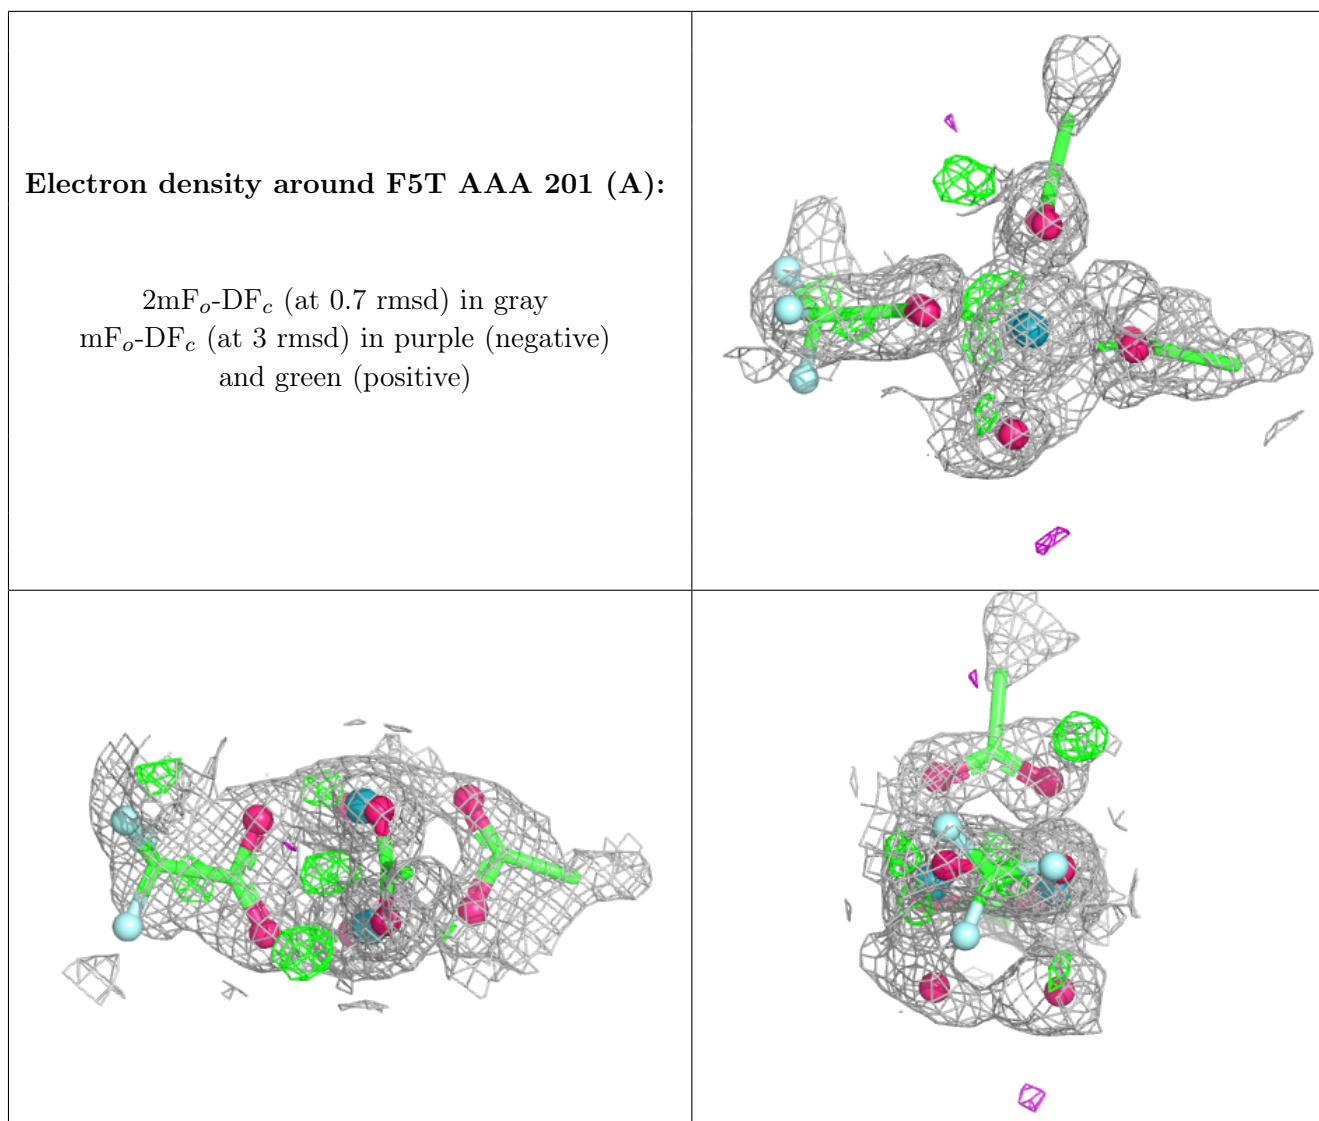 Electron density around F5T AAA 201 (A):
2mFₒ-DF𝒸 (at 0.7 rmsd) in gray
mFₒ-DF𝒸 (at 3 rmsd) in purple (negative)
and green (positive)